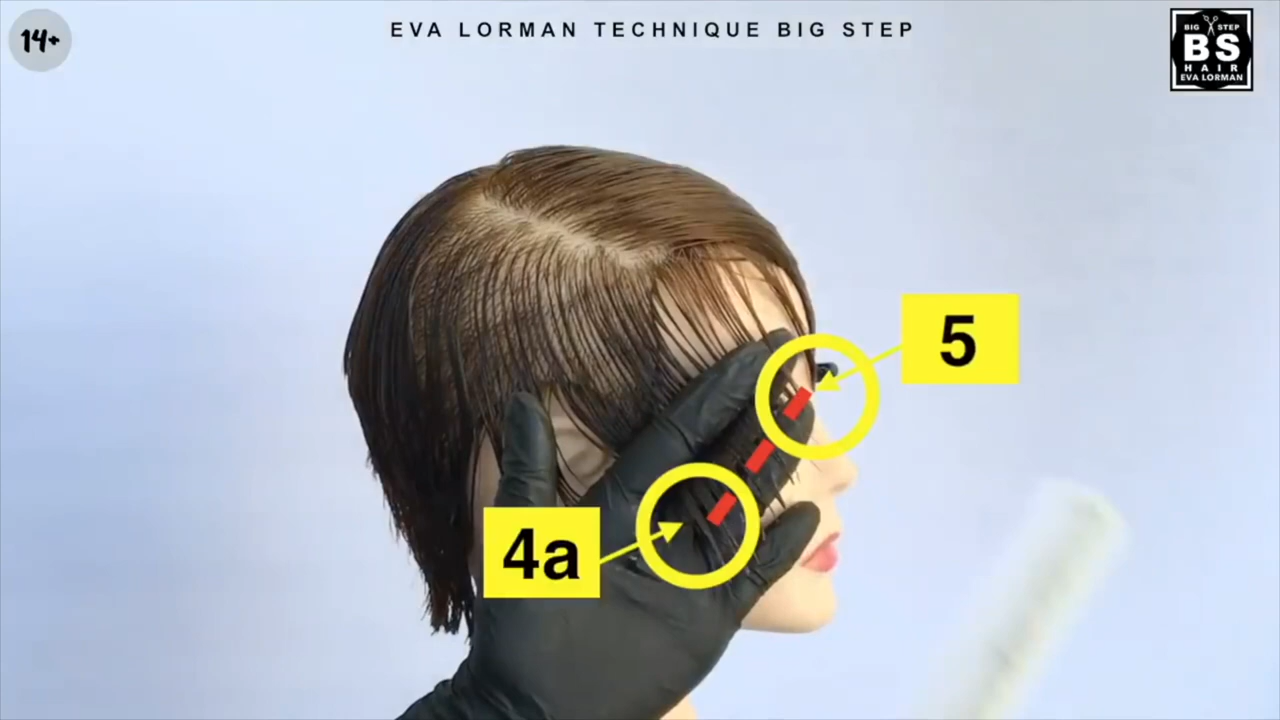 14+
EVA LORMAN TECHNIQUE BIG STEP
BIG STEP
BS
HAIR
EVA LORMAN
5
4a